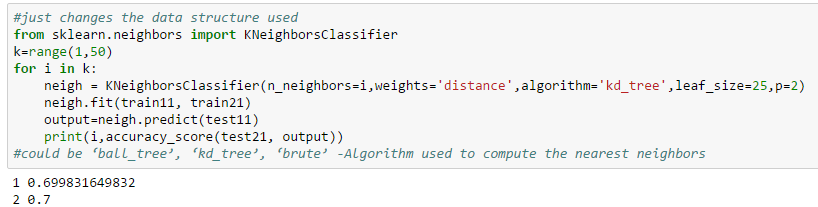 #just changes the data structure used
from sklearn.neighbors import KNeighborsClassifier
k=range(1,50)
for i in k:
    neigh = KNeighborsClassifier(n_neighbors=i,weights='distance',algorithm='kd_tree',leaf_size=25,p=2)
    neigh.fit(train11, train21)
    output=neigh.predict(test11)
    print(i,accuracy_score(test21, output))
#could be ‘ball_tree’, ‘kd_tree’, ‘brute’ -Algorithm used to compute the nearest neighbors
1 0.699831649832
2 0.7